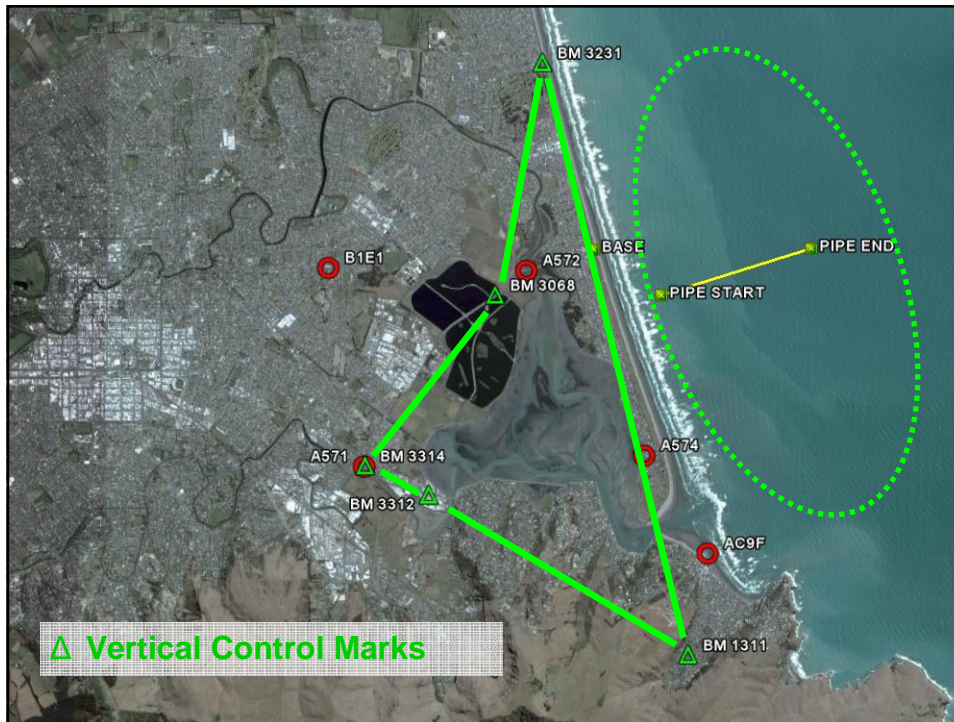 BM 3231
BASE
PIPE END
B1E1
A572
BM 3068
PIPE START
A574
A571
BM 3314
BM 3312
AC9F
BM 1311
Δ Vertical Control Marks